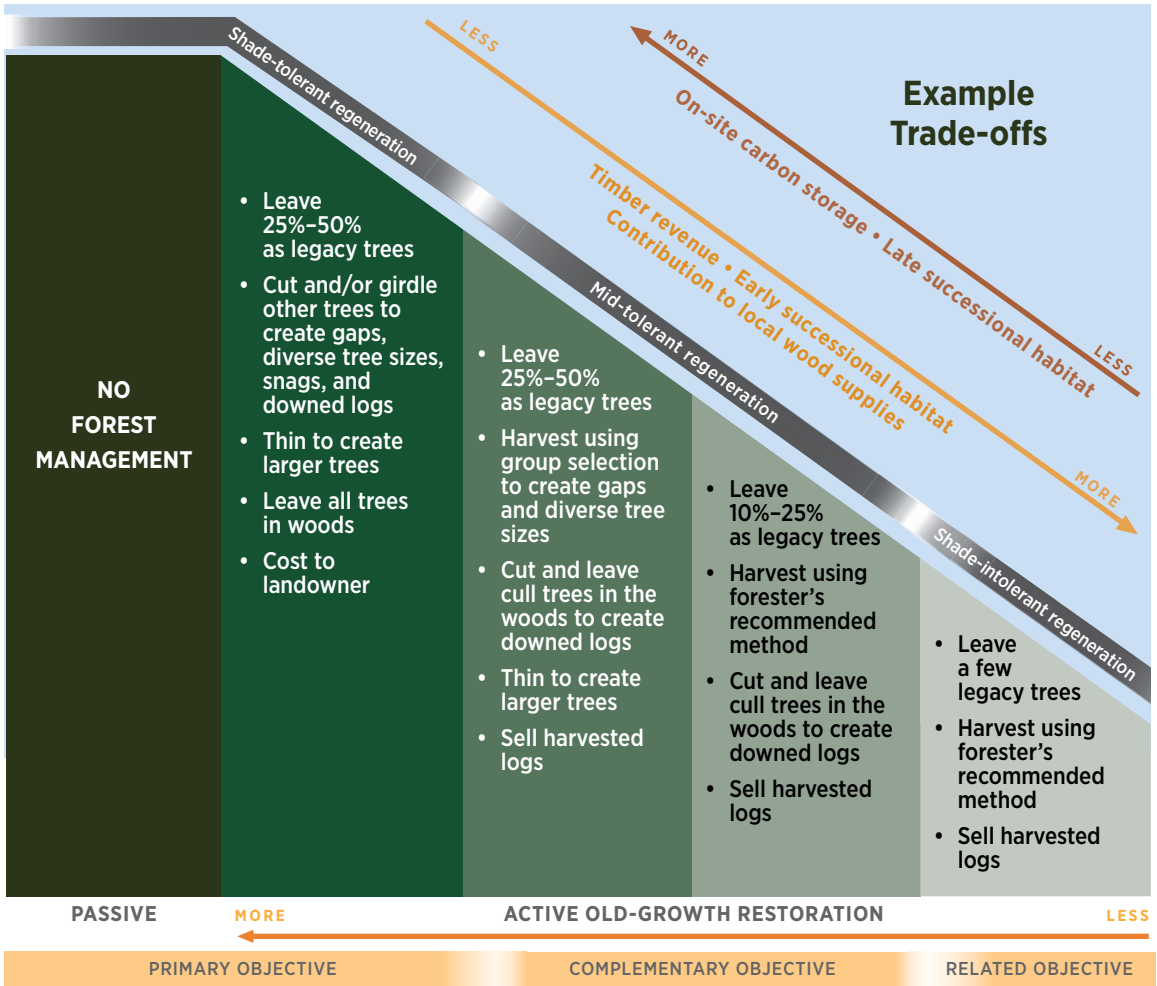 Example
Trade-offs
LESS
MORE
On-site carbon storage • Late successional habitat
LESS
Timber revenue • Early successional habitat
Contribution to local wood supplies
MORE
Shade-tolerant regeneration
Mid-tolerant regeneration
Shade-intolerant regeneration
NO
FOREST
MANAGEMENT
• Leave
25%–50%
as legacy trees
• Cut and/or girdle
other trees to
create gaps,
diverse tree sizes,
snags, and
downed logs
• Thin to create
larger trees
• Leave all trees
in woods
• Cost to
landowner
• Leave
25%–50%
as legacy trees
• Harvest using
group selection
to create gaps
and diverse tree
sizes
• Cut and leave
cull trees in the
woods to create
downed logs
• Thin to create
larger trees
• Sell harvested
logs
• Leave
10%–25%
as legacy trees
• Harvest using
forester’s
recommended
method
• Cut and leave
cull trees in the
woods to create
downed logs
• Sell harvested
logs
• Leave
a few
legacy trees
• Harvest using
forester’s
recommended
method
• Sell harvested
logs
PASSIVE
MORE
ACTIVE OLD-GROWTH RESTORATION
LESS
PRIMARY OBJECTIVE
COMPLEMENTARY OBJECTIVE
RELATED OBJECTIVE